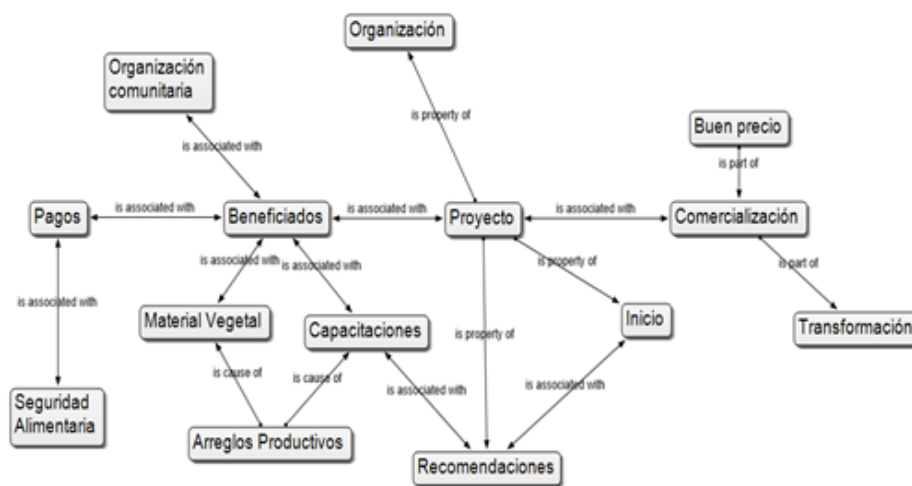 Organización
Organización
comunitaria
is property of
Buen precio
is associated with
is part of
Pagos
is associated with
Beneficiados
is associated with
Proyecto
is associated with
Comercialización
is associated with
is associated with
is property of
is part of
is associated with
Material Vegetal
Capacitaciones
is property of
Inicio
Transformación
is cause of
is cause of
is associated with
is associated with
Seguridad
Alimentaria
Arreglos Productivos
Recomendaciones